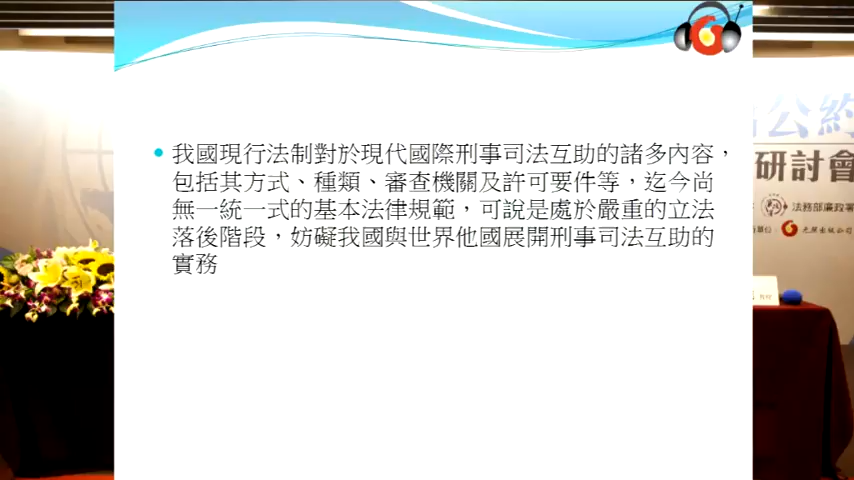 我國現行法制對於現代國際刑事司法互助的諸多內容，
包括其方式、種類、審查機關及許可要件等，迄今尚
無一統一式的基本法律規範，可說是處於嚴重的立法
落後階段，妨礙我國與世界他國展開刑事司法互助的
實務
公約
研討會
法務部廉政署